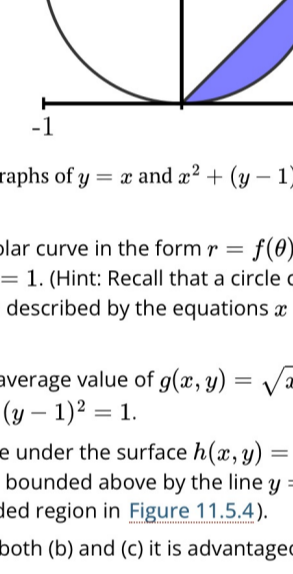 -1
raphs of y = x and x² + (y − 1)
olar curve in the form r = f(θ)
= 1. (Hint: Recall that a circle c
described by the equations x
average value of g(x, y) = √
(y − 1)² = 1.
e under the surface h(x, y) =
bounded above by the line y =
ded region in Figure 11.5.4).
both (b) and (c) it is advantage